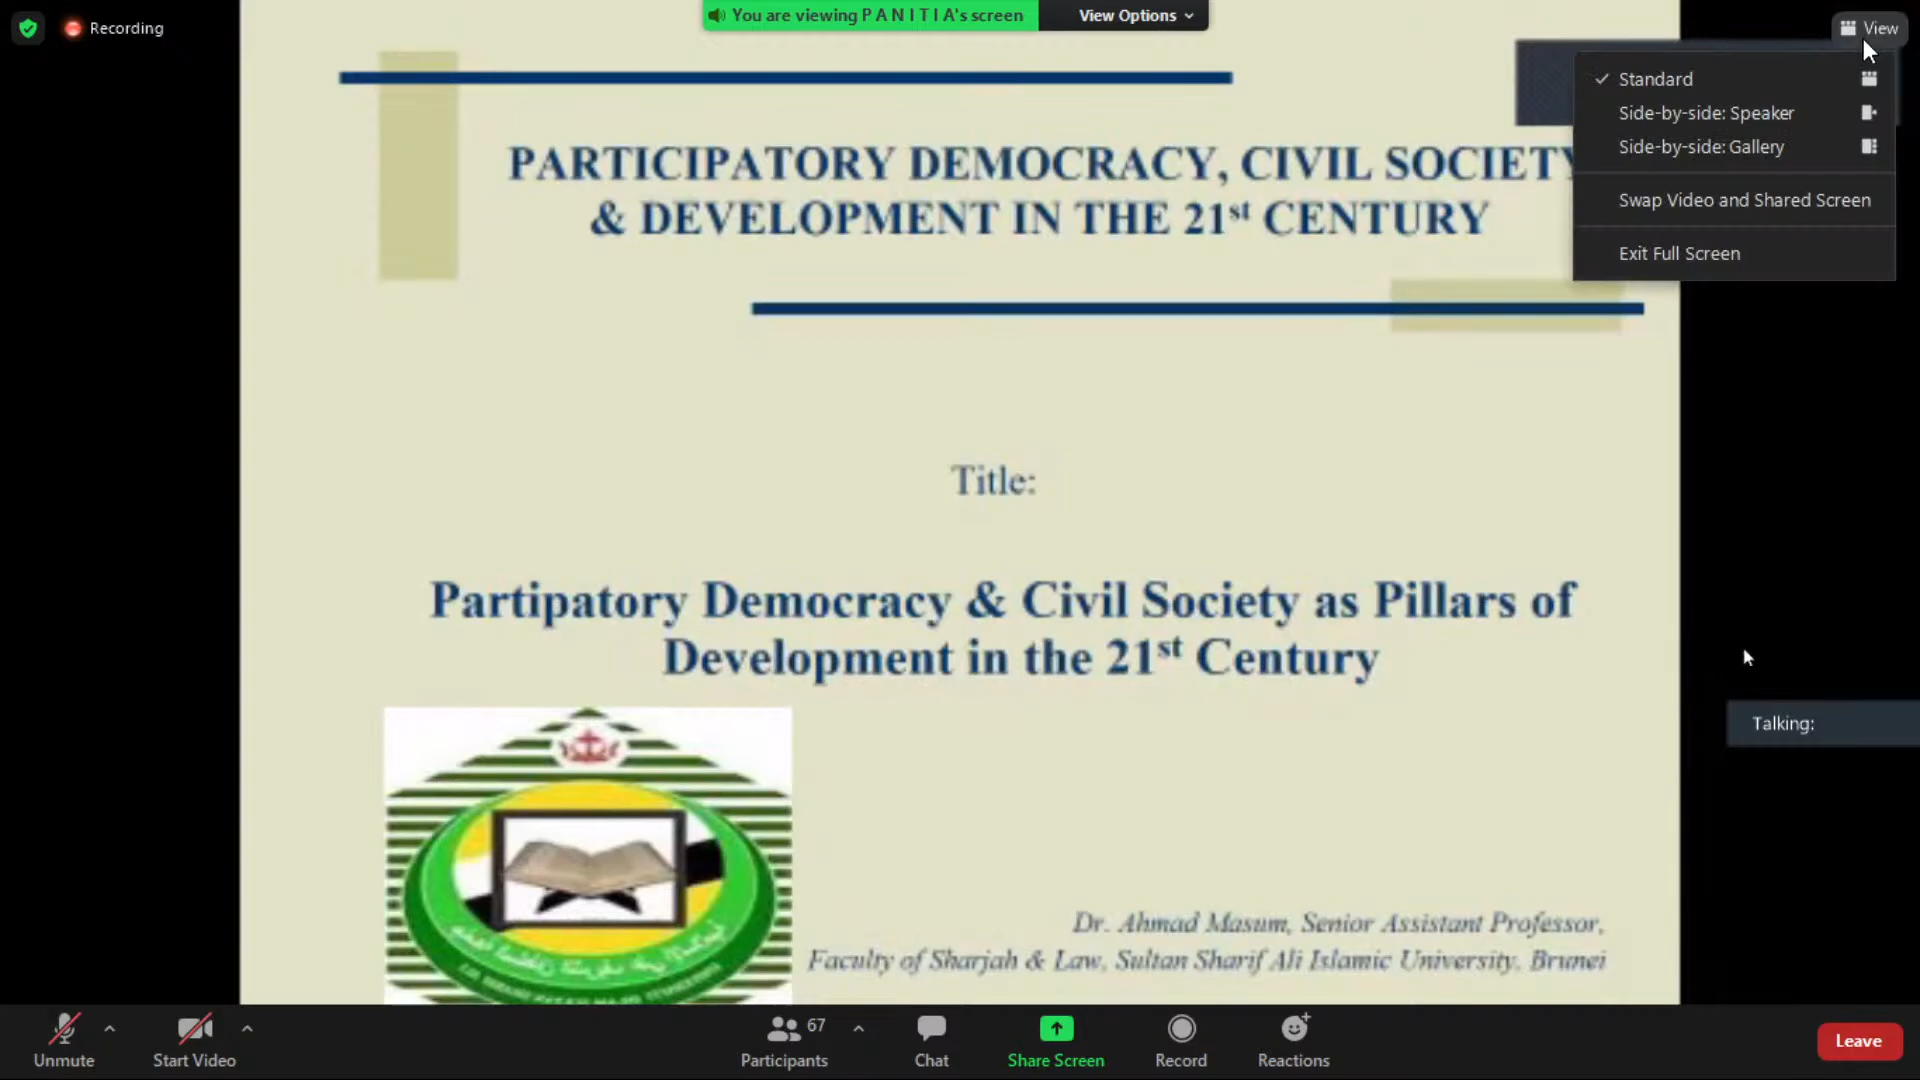 Recording
You are viewing P A N I T I A's screen
View Options
View
Standard
Side-by-side: Speaker
Side-by-side: Gallery
Swap Video and Shared Screen
Exit Full Screen
PARTICIPATORY DEMOCRACY, CIVIL SOCIETY
& DEVELOPMENT IN THE 21st CENTURY
Title:
Partipatory Democracy & Civil Society as Pillars of
Development in the 21st Century
Talking:
Dr. Ahmad Masum, Senior Assistant Professor,
Faculty of Sharjah & Law, Sultan Sharif Ali Islamic University, Brunei
Unmute
Start Video
67
Participants
Chat
Share Screen
Record
Reactions
Leave